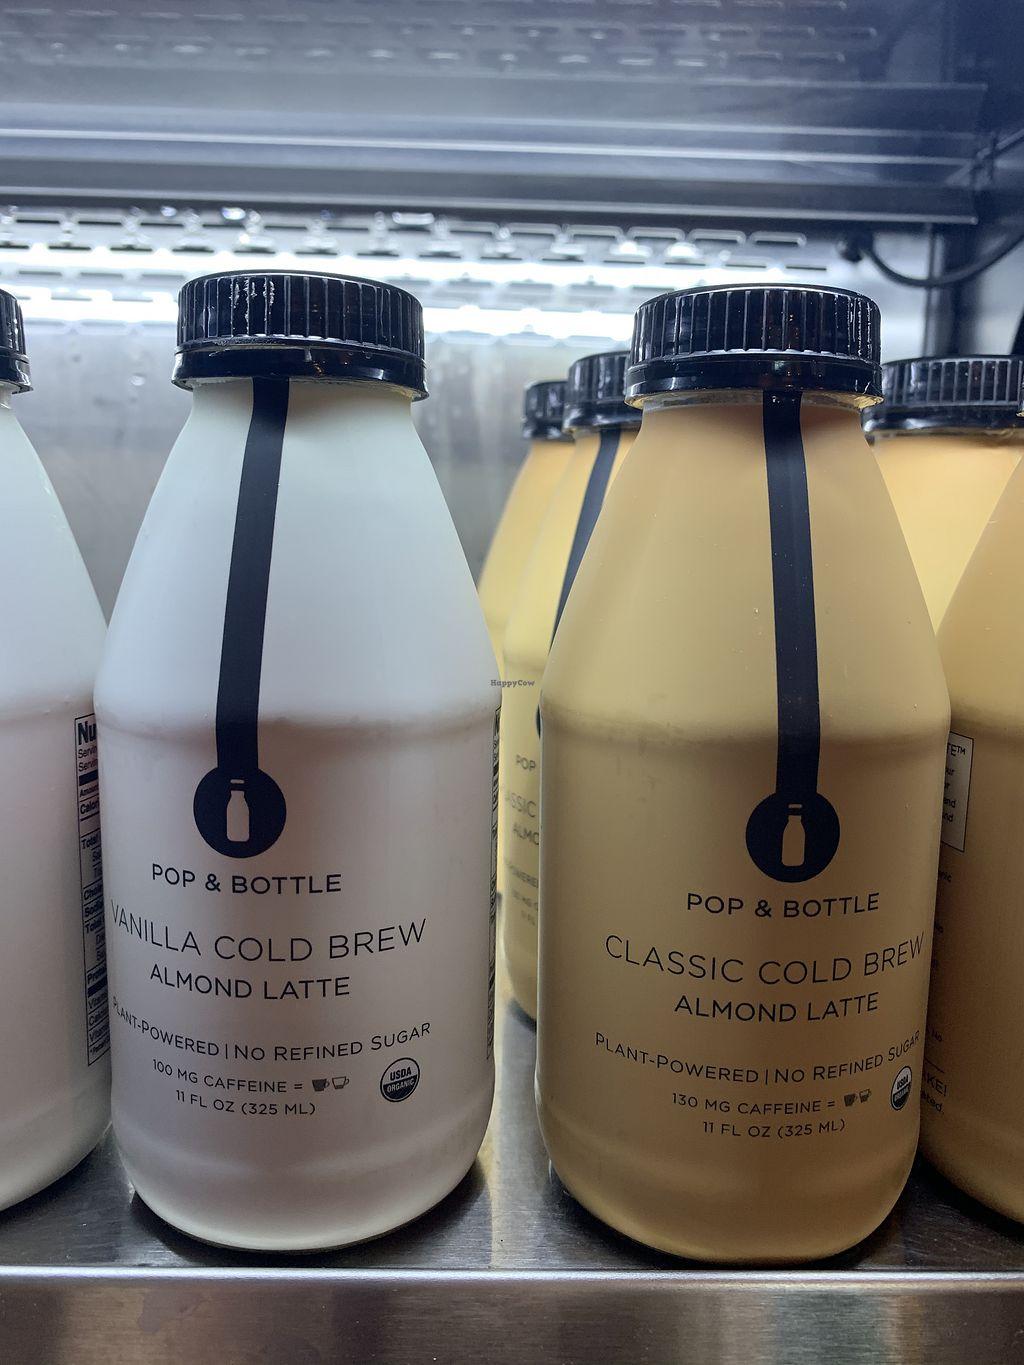 HappyCow
POP & BOTTLE
VANILLA COLD BREW
ALMOND LATTE
PLANT-POWERED | NO REFINED SUGAR
100 MG CAFFEINE =
11 FL OZ (325 ML)
USDA
ORGANIC
POP & BOTTLE
CLASSIC COLD BREW
ALMOND LATTE
PLANT-POWERED | NO REFINED SUGAR
130 MG CAFFEINE =
11 FL OZ (325 ML)
USDA
ORGANIC
POP